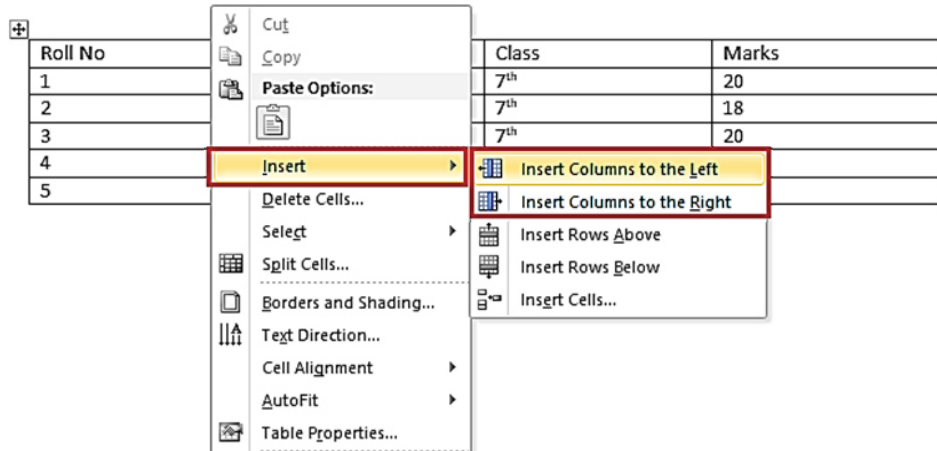 Roll No
Class
Marks
1
7th
20
2
7th
18
3
7th
20
4
5
Cut
Copy
Paste Options:
Insert
Delete Cells...
Select
Split Cells...
Borders and Shading...
Text Direction...
Cell Alignment
AutoFit
Table Properties...
Insert Columns to the Left
Insert Columns to the Right
Insert Rows Above
Insert Rows Below
Insert Cells...